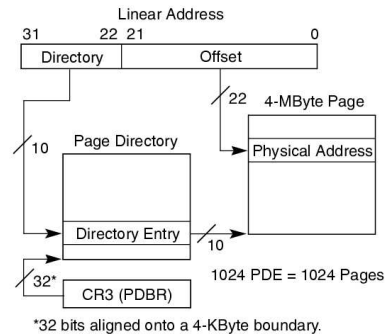 Linear Address
31 22 21 0
Directory Offset
22 4-MByte Page
10 Page Directory Physical Address
Directory Entry 10
32* 1024 PDE = 1024 Pages
CR3 (PDBR)
*32 bits aligned onto a 4-KByte boundary.